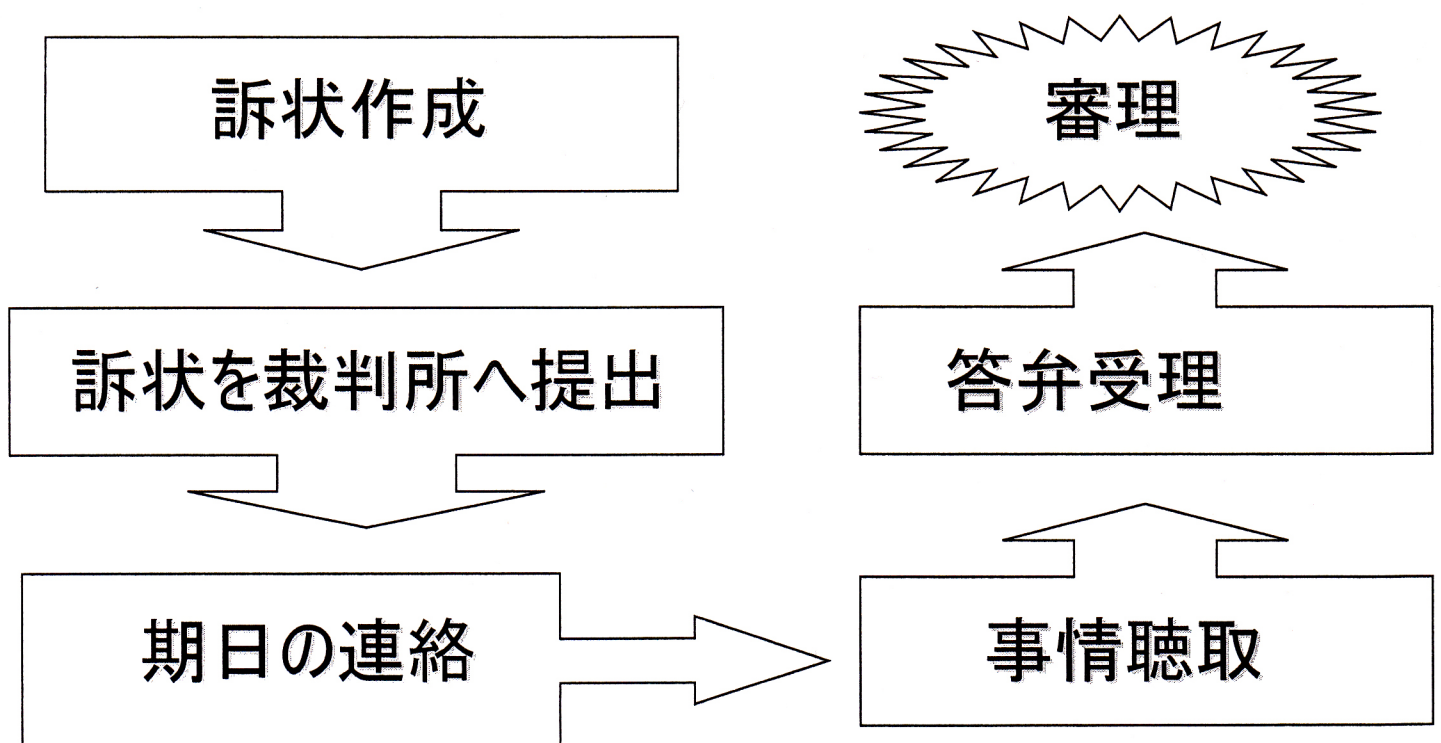 訴状作成
訴状を裁判所へ提出
期日の連絡
事情聴取
答弁受理
審理